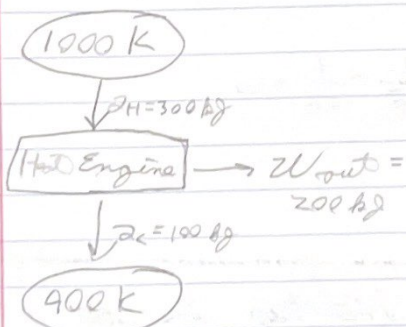 1000 K
QH=300 kJ
Heat Engine
Wout =
200 kJ
Qc=100 kJ
400 K